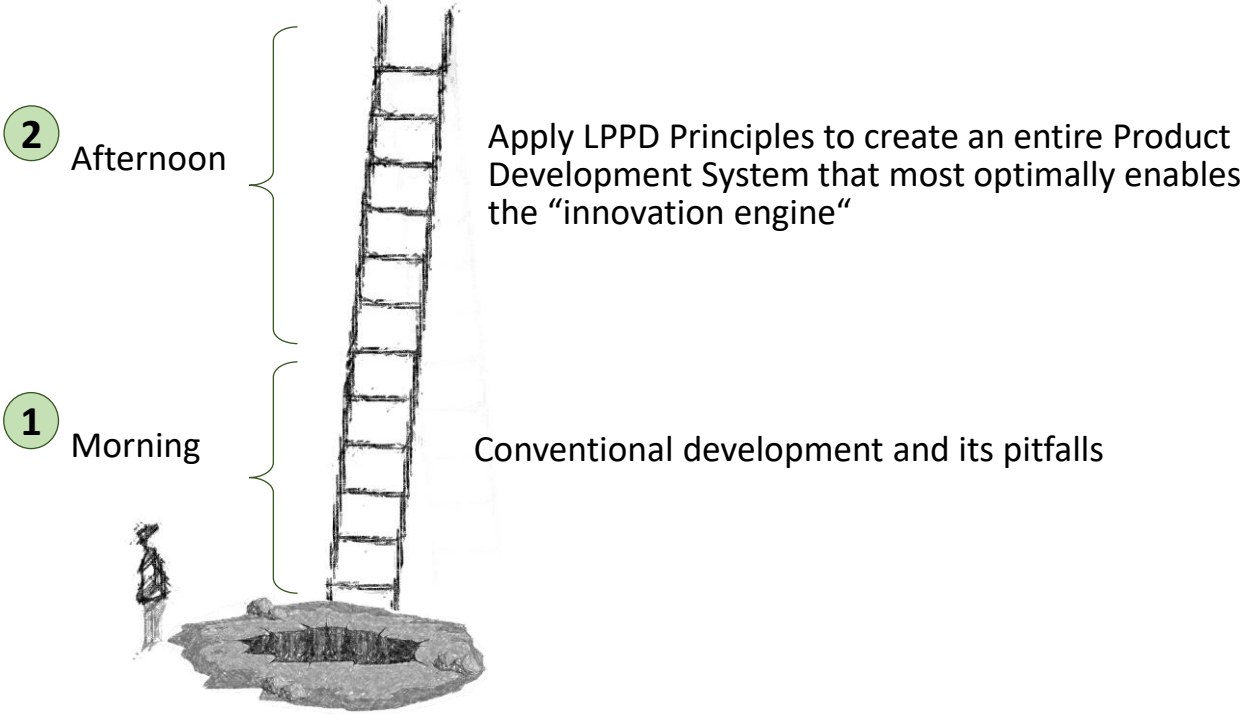 2
Afternoon
Apply LPPD Principles to create an entire Product
Development System that most optimally enables
the “innovation engine“
1
Morning
Conventional development and its pitfalls